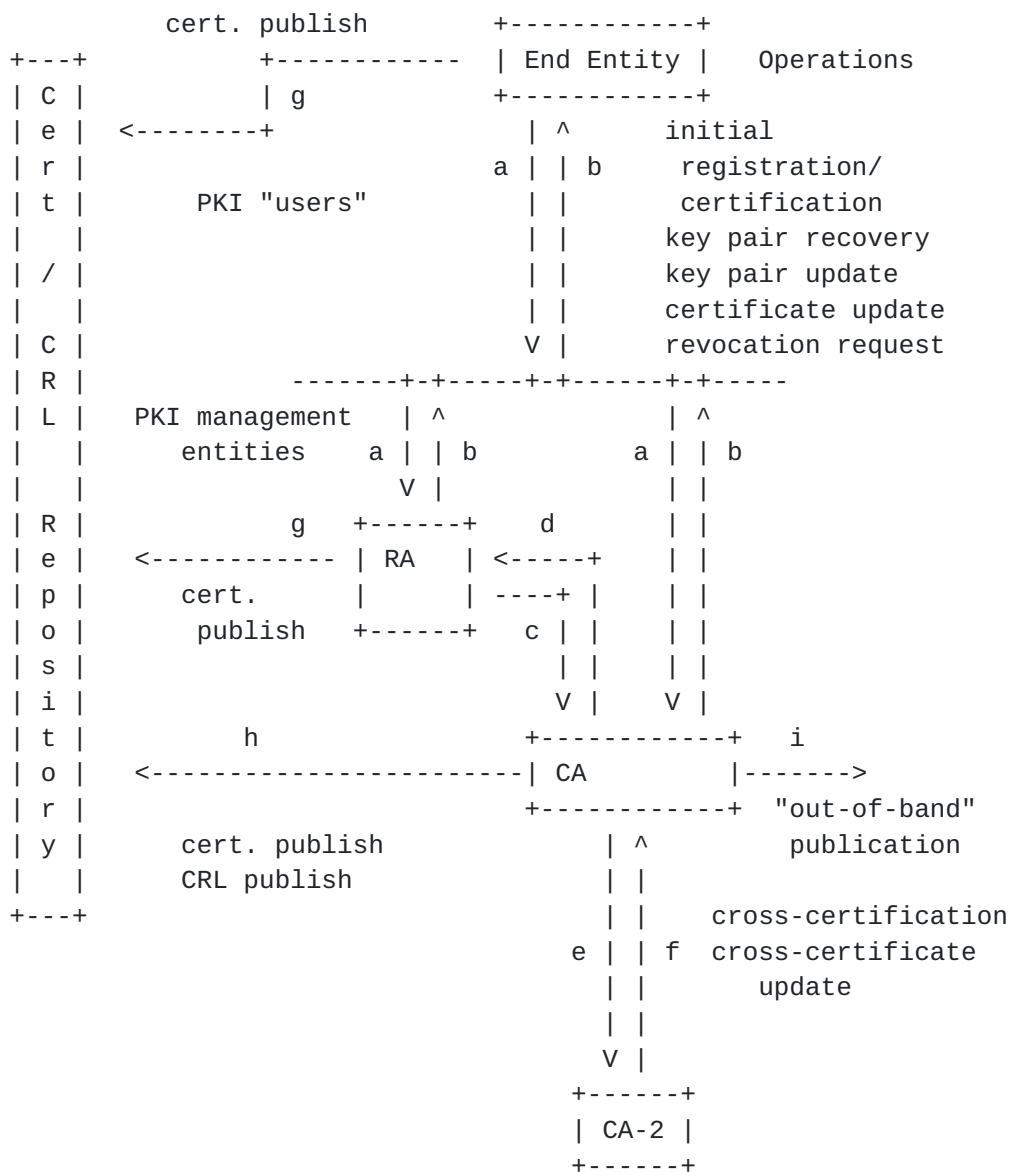 cert. publish        +------------+
 +---+           +------------  | End Entity |   Operations
 | C |           | g            +------------+
 | e |  <--------+                | ^      initial
 | r |                          a | | b     registration/
 | t |       PKI "users"          | |       certification
 |   |                            | |      key pair recovery
 | / |                            | |      key pair update
 |   |                            | |      certificate update
 | C |                            V |      revocation request
 | R |             -------+-+-----+-+------+-+-----
 | L |   PKI management   | ^              | ^
 |   |      entities    a | | b          a | | b
 |   |                    V |              | |
 | R |             g   +------+    d       | |
 | e |   <------------ | RA   | <-----+    | |
 | p |      cert.      |      | ----+ |    | |
 | o |       publish   +------+   c | |    | |
 | s |                              | |    | |
 | i |                              V |    V |
 | t |          h                 +------------+   i
 | o |   <------------------------| CA         |------->
 | r |                            +------------+  "out-of-band"
 | y |      cert. publish              | ^         publication
 |   |      CRL publish                | |
 +---+                                 | |    cross-certification
                                     e | | f  cross-certificate
                                       | |       update
                                       | |
                                       V |
                                     +------+
                                     | CA-2 |
                                     +------+